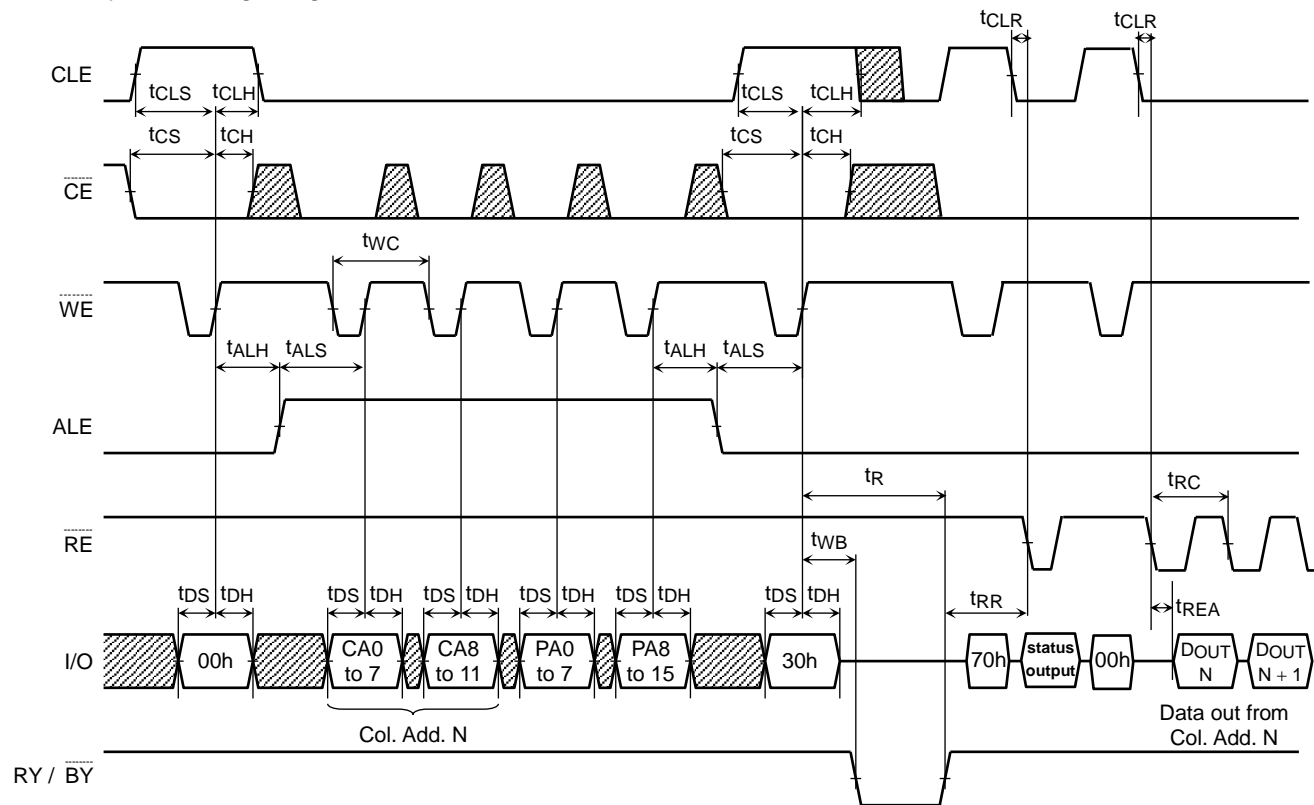 tCLR tCLR
CLE
tCLS tCLH tCLS tCLH
tCS tCH tCS tCH
CE
tWC
WE
tALH tALS tALH tALS
ALE
tR tRC
RE
tWB
tDS tDH tDS tDH tDS tDH tDS tDH tDS tDH tDS tDH tRR tREA
I/O 00h CA0 to 7 CA8 to 11 PA0 to 7 PA8 to 15 30h 70h status output 00h DOUT N DOUT N + 1
Col. Add. N
Data out from
Col. Add. N
RY / BY